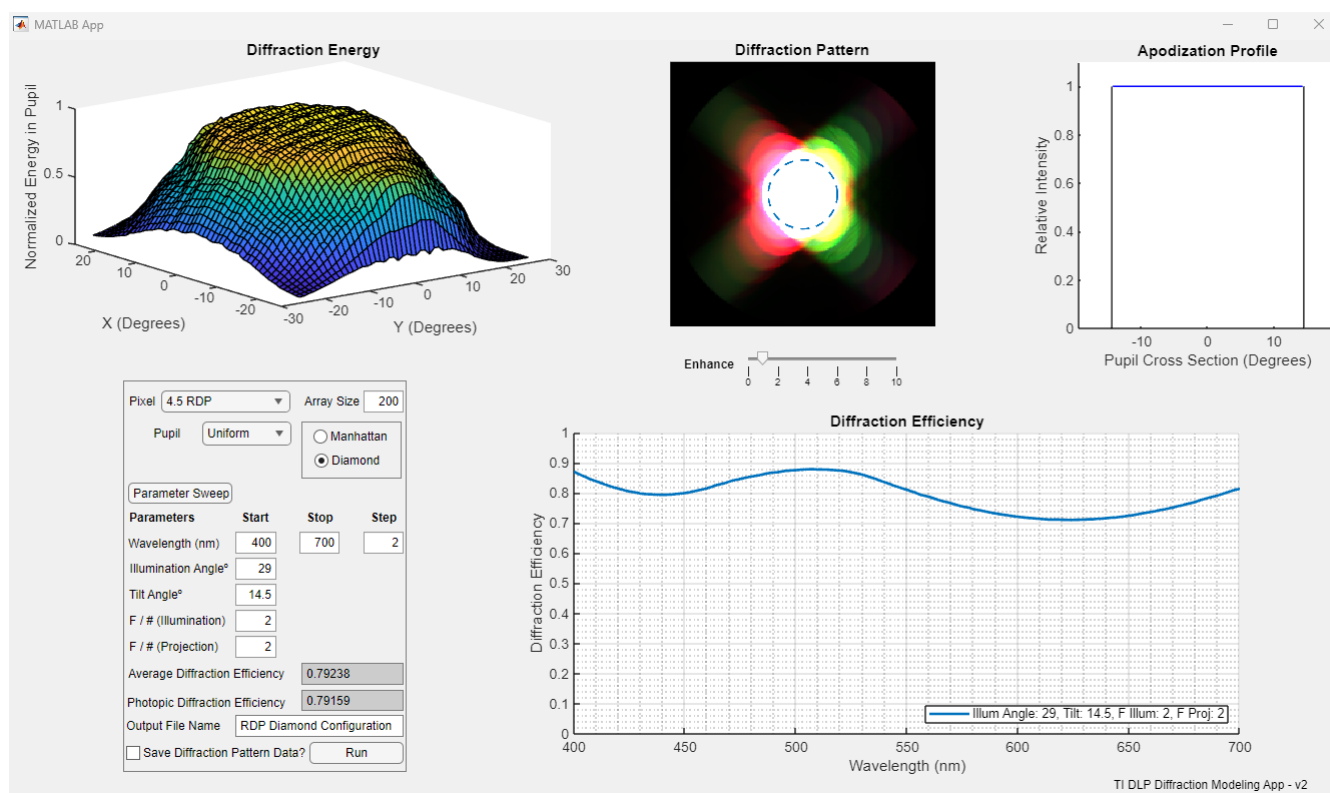 MATLAB App
Diffraction Energy
Normalized Energy in Pupil
1
0.5
0
20
10
0
-10
-20
-30
X (Degrees)
-30
-20
-10
0
10
20
30
Y (Degrees)
Diffraction Pattern
Enhance
0 2 4 6 8 10
Apodization Profile
Relative Intensity
1
0.8
0.6
0.4
0.2
0
-10 0 10
Pupil Cross Section (Degrees)
Pixel 4.5 RDP Array Size 200
Pupil Uniform
Manhattan
Diamond
Parameter Sweep
Parameters Start Stop Step
Wavelength (nm) 400 700 2
Illumination Angleº 29
Tilt Angleº 14.5
F / # (Illumination) 2
F / # (Projection) 2
Average Diffraction Efficiency 0.79238
Photopic Diffraction Efficiency 0.79159
Output File Name RDP Diamond Configuration
Save Diffraction Pattern Data? Run
Diffraction Efficiency
Diffraction Efficiency
1
0.9
0.8
0.7
0.6
0.5
0.4
0.3
0.2
0.1
0
400 450 500 550 600 650 700
Wavelength (nm)
Illum Angle: 29, Tilt: 14.5, F Illum: 2, F Proj: 2
TI DLP Diffraction Modeling App - v2